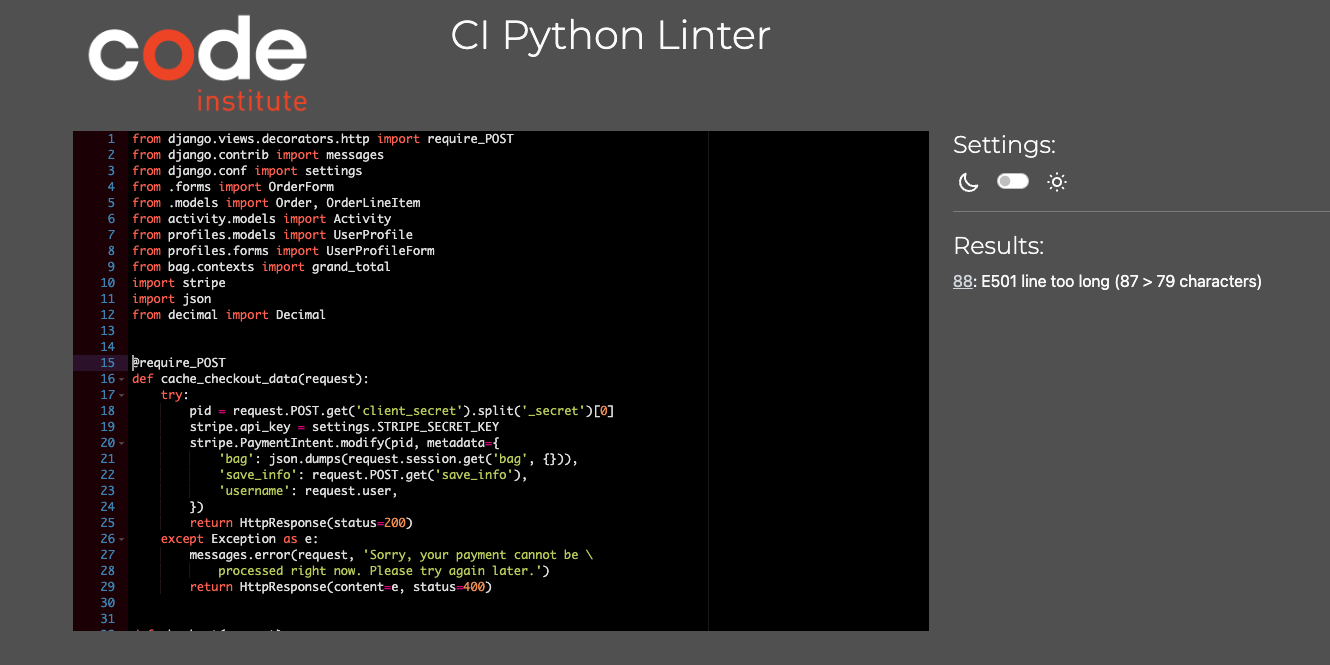 code
institute
CI Python Linter
1 from django.views.decorators.http import require_POST
2 from django.contrib import messages
3 from django.conf import settings
4 from .forms import OrderForm
5 from .models import Order, OrderLineItem
6 from activity.models import Activity
7 from profiles.models import UserProfile
8 from profiles.forms import UserProfileForm
9 from bag.contexts import grand_total
10 import stripe
11 import json
12 from decimal import Decimal
13
14
15 @require_POST
16 def cache_checkout_data(request):
17     try:
18         pid = request.POST.get('client_secret').split('_secret')[0]
19         stripe.api_key = settings.STRIPE_SECRET_KEY
20         stripe.PaymentIntent.modify(pid, metadata={
21             'bag': json.dumps(request.session.get('bag', {})),
22             'save_info': request.POST.get('save_info'),
23             'username': request.user,
24         })
25         return HttpResponse(status=200)
26     except Exception as e:
27         messages.error(request, 'Sorry, your payment cannot be \
28             processed right now. Please try again later.')
29         return HttpResponse(content=e, status=400)
30
31
Settings:
Results:
88: E501 line too long (87 > 79 characters)